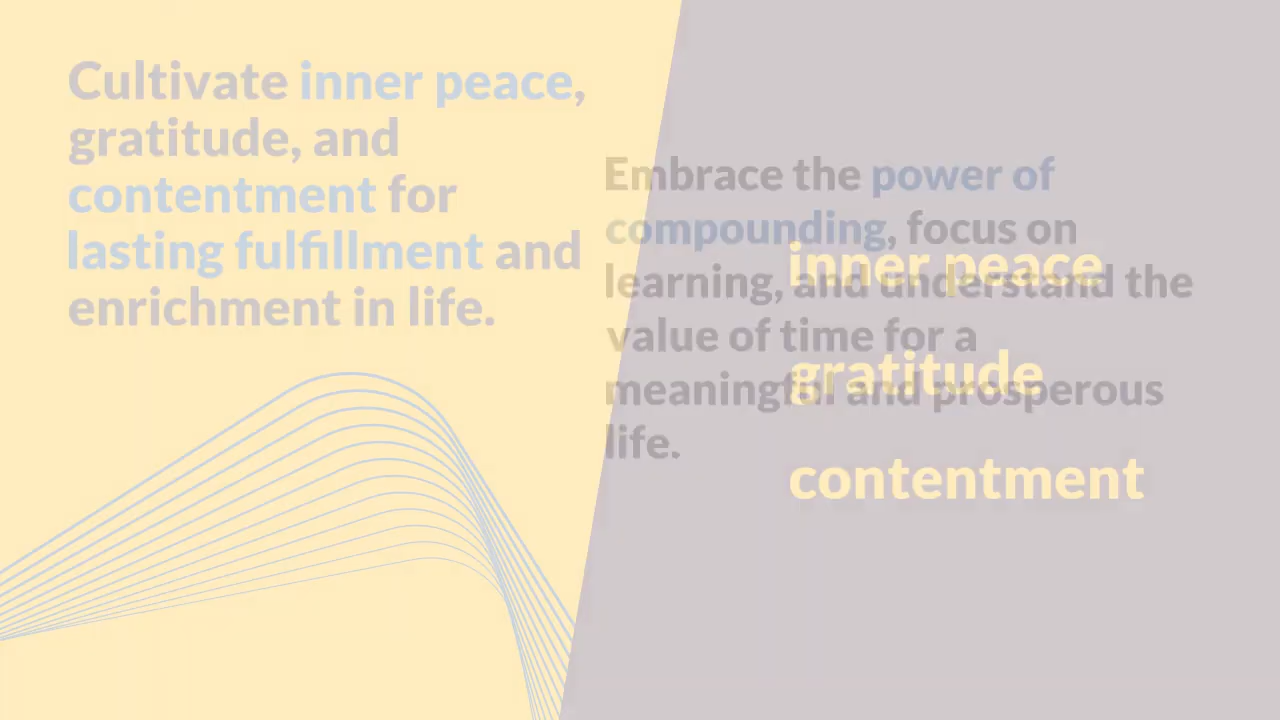 Cultivate inner peace,
gratitude, and
contentment for
lasting fulfillment and
enrichment in life.
Embrace the power of
compounding, focus on
learning, and understand the
value of time for a
meaningful and prosperous
life.
inner peace
gratitude
contentment